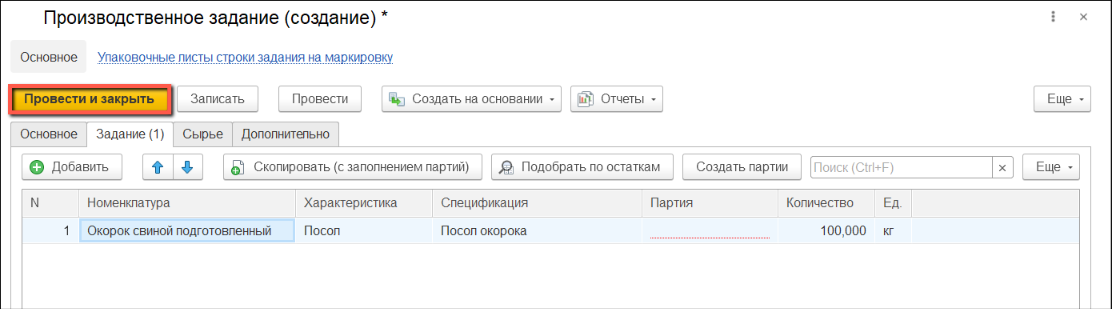 Производственное задание (создание) *
Основное Упаковочные листы строки задания на маркировку
Провести и закрыть Записать Провести Создать на основании Отчеты Еще
Основное Задание (1) Сырье Дополнительно
Добавить Скопировать (с заполнением партий) Подобрать по остаткам Создать партии Поиск (Ctrl+F) × Еще
N Номенклатура Характеристика Спецификация Партия Количество Ед.
1 Окорок свиной подготовленный Посол Посол окорока 100,000 кг